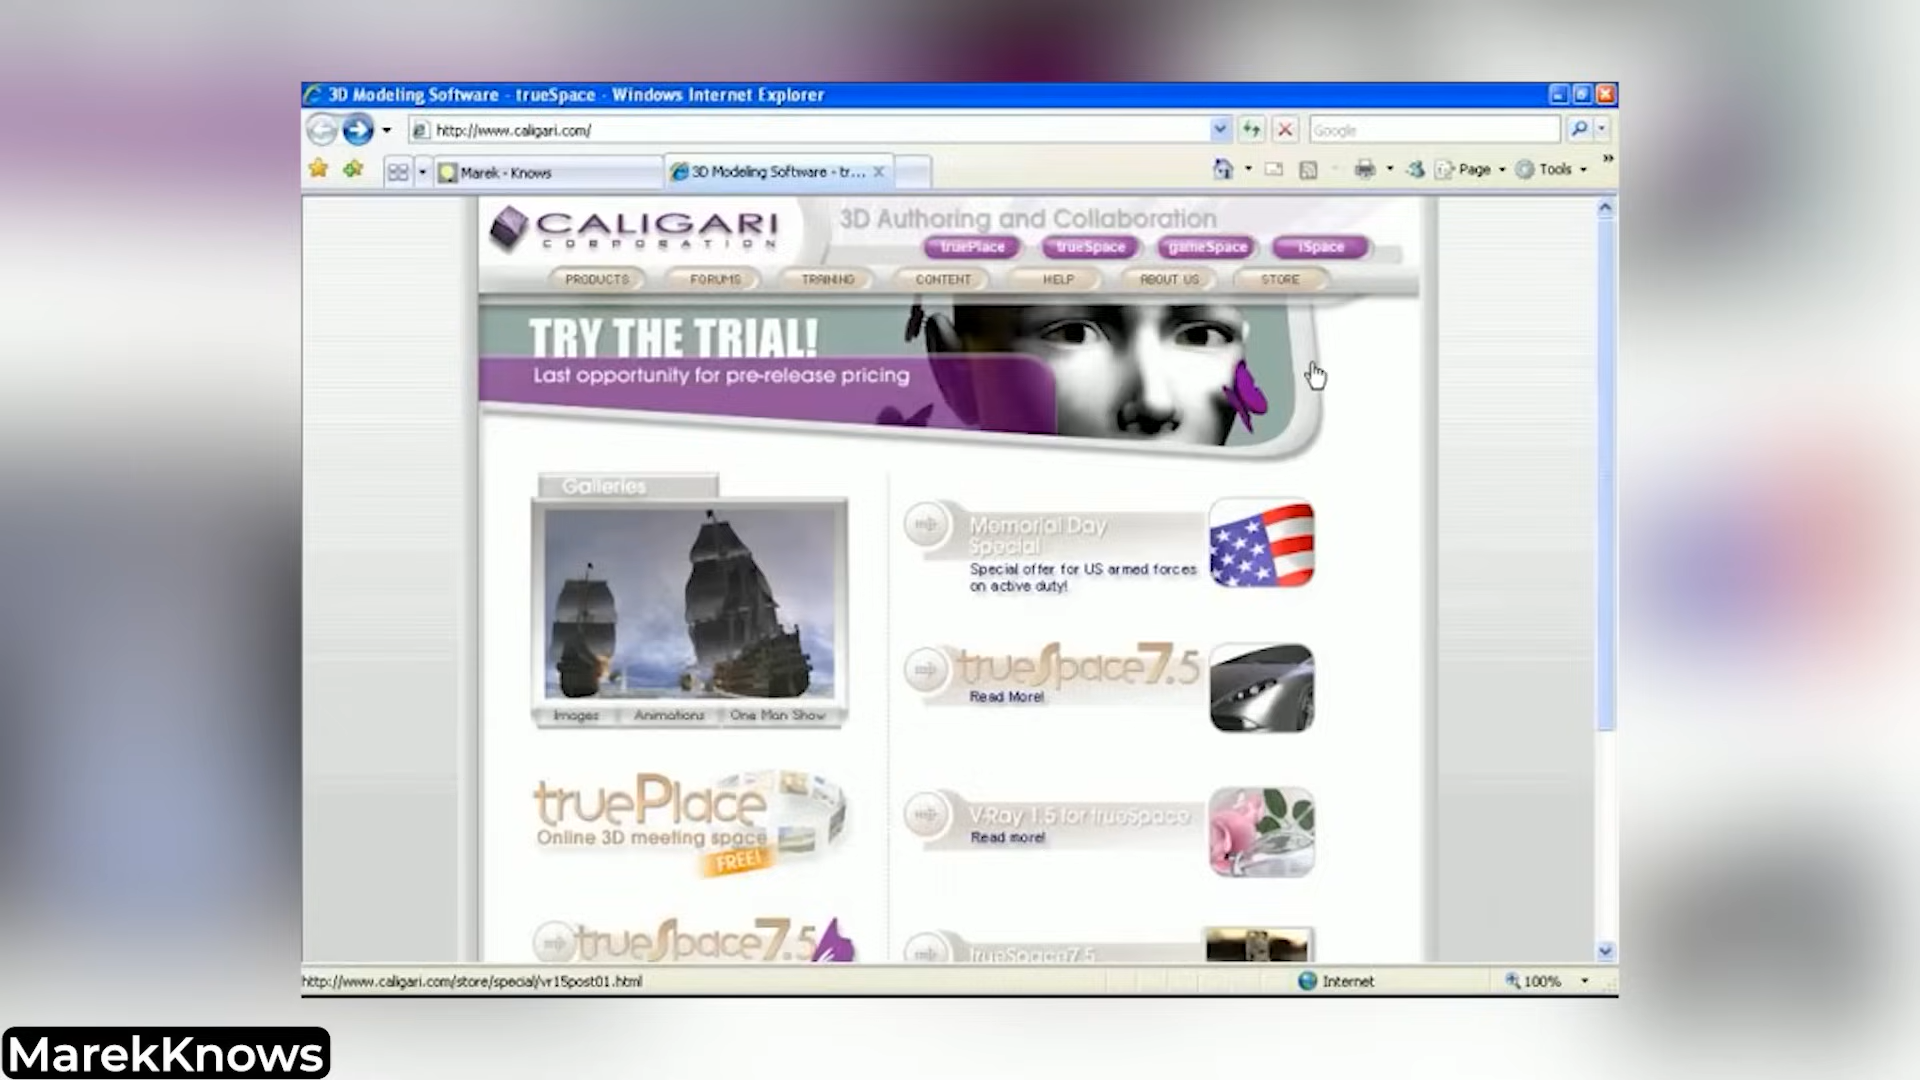 3D Modeling Software - trueSpace - Windows Internet Explorer
http://www.caligari.com/
Google
Marek - Knows
3D Modeling Software - tr...
Page
Tools
CALIGARI
CORPORATION
3D Authoring and Collaboration
truePlace
trueSpace
gameSpace
iSpace
PRODUCTS
FORUMS
TRAINING
CONTENT
HELP
ABOUT US
STORE
TRY THE TRIAL!
Last opportunity for pre-release pricing
Galleries
Images
Animations
One Man Show
truePlace
Online 3D meeting space
FREE!
trueSpace7.5
Memorial Day
Special
Special offer for US armed forces
on active duty!
trueSpace7.5
Read More!
V-Ray 1.5 for trueSpace
Read more!
trueSpace7.5
http://www.caligari.com/store/special/vr15post01.html
Internet
100%
MarekKnows